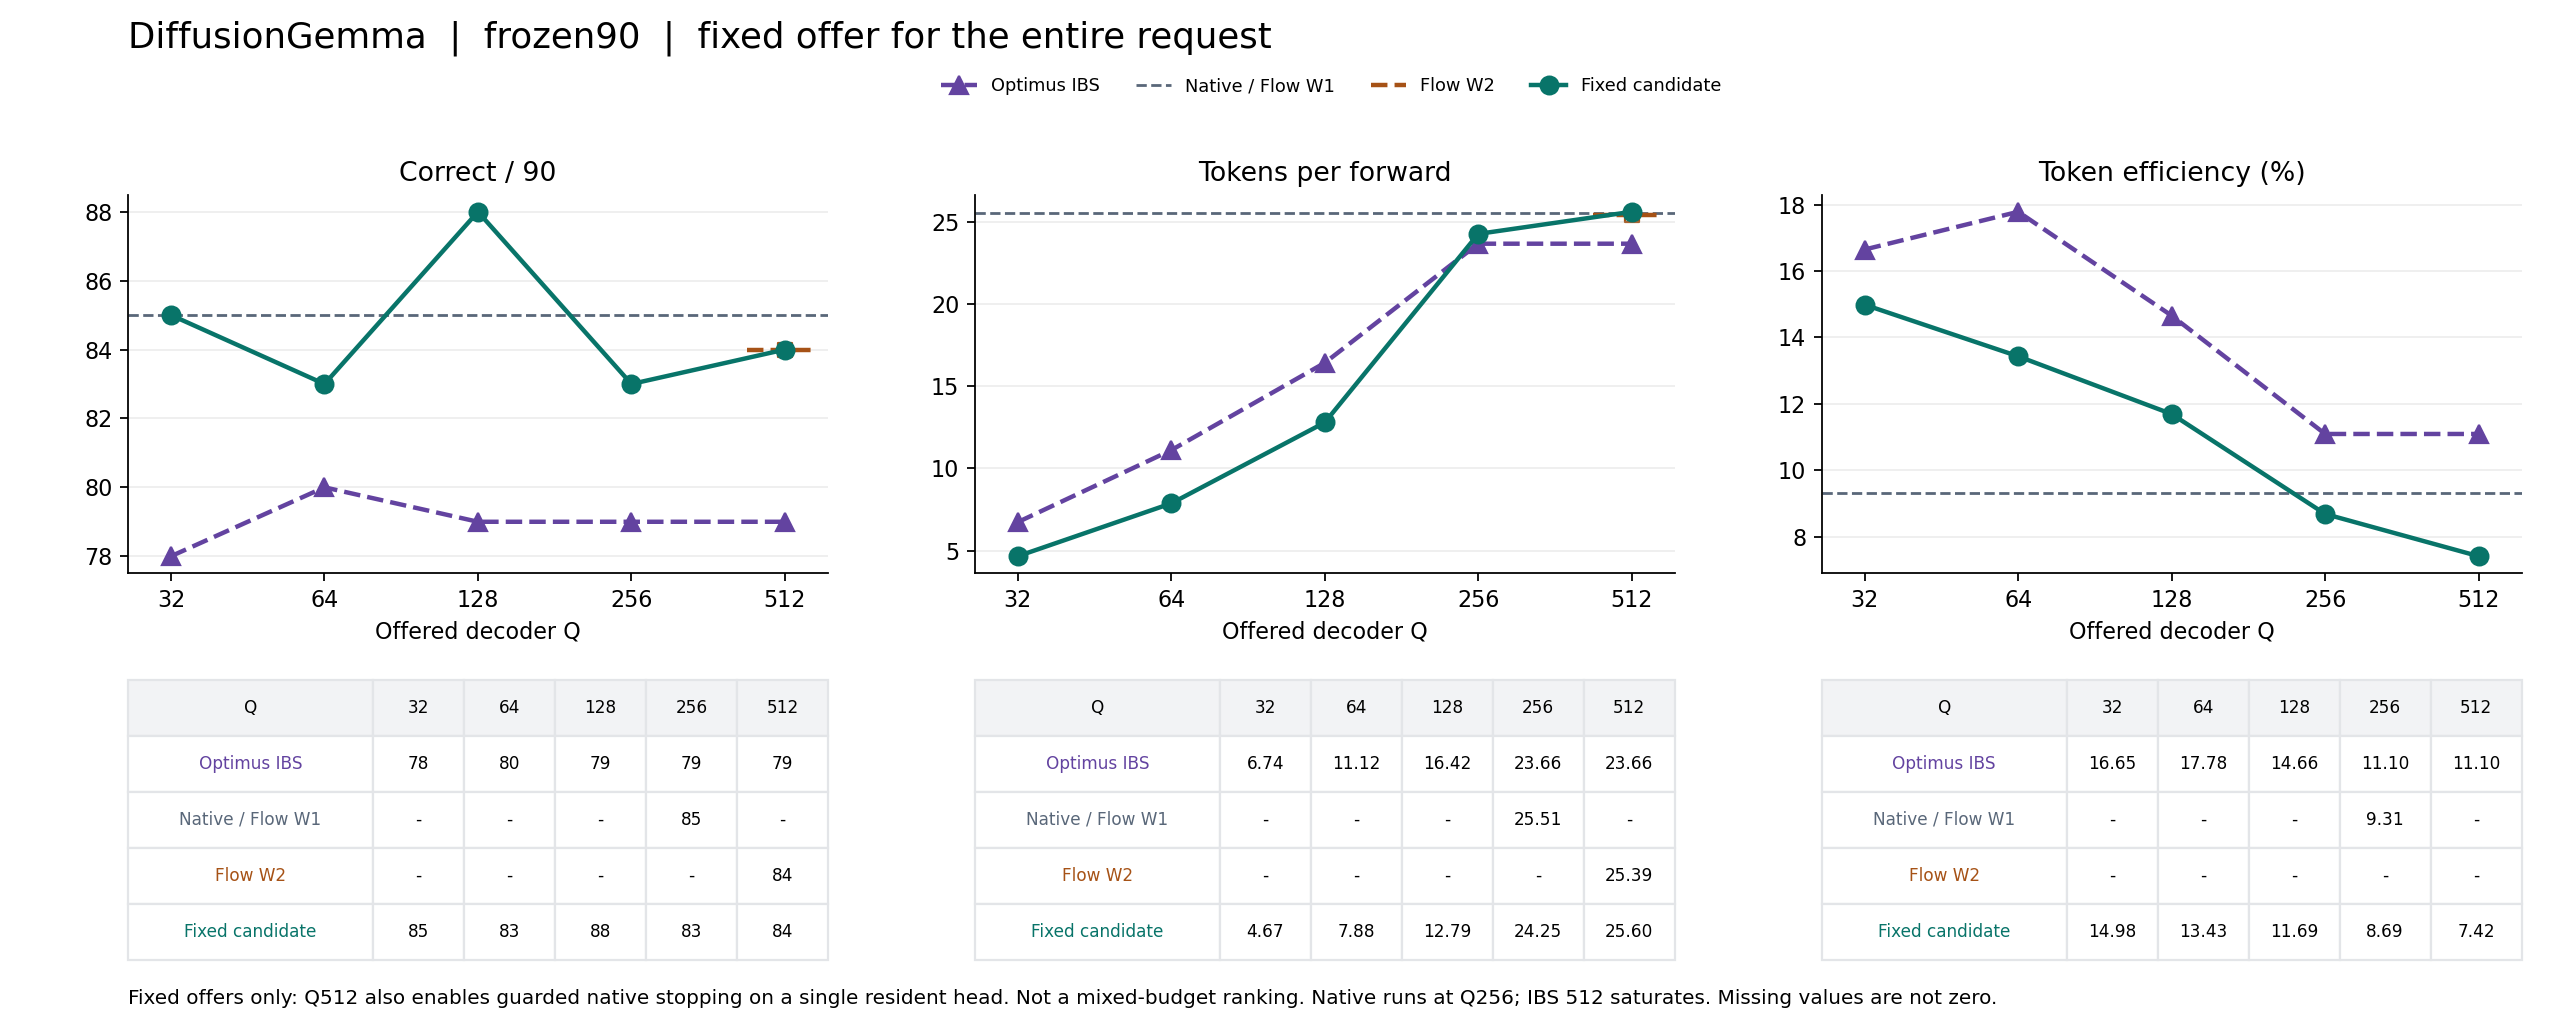 DiffusionGemma | frozen90 | fixed offer for the entire request
Optimus IBS Native / Flow W1 Flow W2 Fixed candidate
Correct / 90
88
86
84
82
80
78
32 64 128 256 512
Offered decoder Q
Tokens per forward
25
20
15
10
5
32 64 128 256 512
Offered decoder Q
Token efficiency (%)
18
16
14
12
10
8
32 64 128 256 512
Offered decoder Q
Q 32 64 128 256 512
Optimus IBS 78 80 79 79 79
Native / Flow W1 - - - 85 -
Flow W2 - - - - 84
Fixed candidate 85 83 88 83 84
Q 32 64 128 256 512
Optimus IBS 6.74 11.12 16.42 23.66 23.66
Native / Flow W1 - - - 25.51 -
Flow W2 - - - - 25.39
Fixed candidate 4.67 7.88 12.79 24.25 25.60
Q 32 64 128 256 512
Optimus IBS 16.65 17.78 14.66 11.10 11.10
Native / Flow W1 - - - 9.31 -
Flow W2 - - - - -
Fixed candidate 14.98 13.43 11.69 8.69 7.42
Fixed offers only: Q512 also enables guarded native stopping on a single resident head. Not a mixed-budget ranking. Native runs at Q256; IBS 512 saturates. Missing values are not zero.